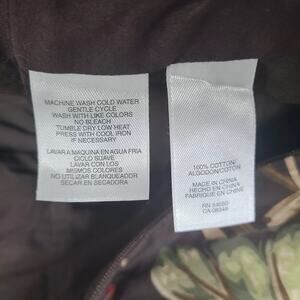 MACHINE WASH COLD WATER
GENTLE CYCLE
WASH WITH LIKE COLORS
NO BLEACH
TUMBLE DRY LOW HEAT
PRESS WITH COOL IRON
IF NECESSARY
LAVAR A MAQUINA EN AGUA FRIA
CICLO SUAVE
LAVAR CON LOS
MISMOS COLORES
NO UTILIZAR BLANQUEADOR
SECAR EN SECADORA
100% COTTON/
ALGODON/COTON
MADE IN CHINA
HECHO EN CHINA
FABRIQUE EN CHINE
RN
CA